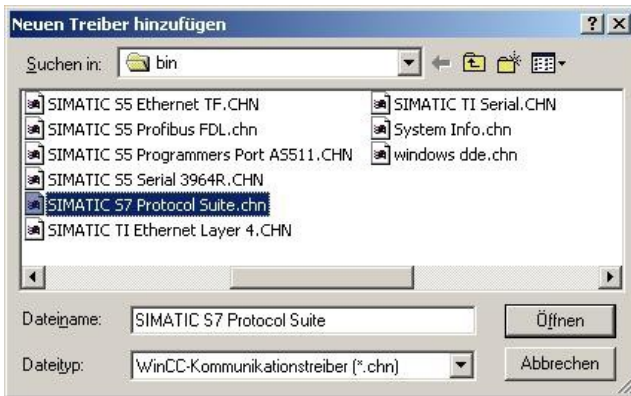 Neuen Treiber hinzufügen
Suchen in: bin
SIMATIC S5 Ethernet TF.CHN
SIMATIC S5 Profibus FDL.chn
SIMATIC S5 Programmers Port AS511.CHN
SIMATIC S5 Serial 3964R.CHN
SIMATIC S7 Protocol Suite.chn
SIMATIC TI Ethernet Layer 4.CHN
SIMATIC TI Serial.CHN
System Info.chn
windows dde.chn
Dateiname: SIMATIC S7 Protocol Suite Öffnen
Dateityp: WinCC-Kommunikationstreiber (*.chn) Abbrechen